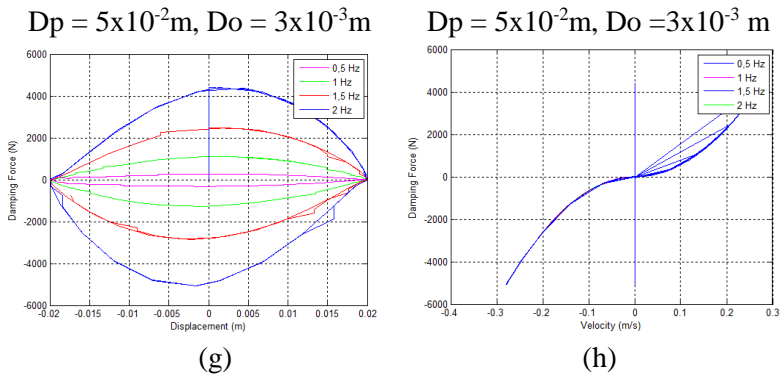 Dp = 5x10⁻²m, Do = 3x10⁻³m
6000
4000
2000
0
-2000
-4000
-6000
Damping Force (N)
0,5 Hz
1 Hz
1,5 Hz
2 Hz
-0.02 -0.015 -0.01 -0.005 0 0.005 0.01 0.015 0.02
Displacement (m)
(g)
Dp = 5x10⁻²m, Do =3x10⁻³ m
6000
4000
2000
0
-2000
-4000
-6000
Damping Force (N)
0,5 Hz
1 Hz
1,5 Hz
2 Hz
-0.4 -0.3 -0.2 -0.1 0 0.1 0.2 0.3
Velocity (m/s)
(h)